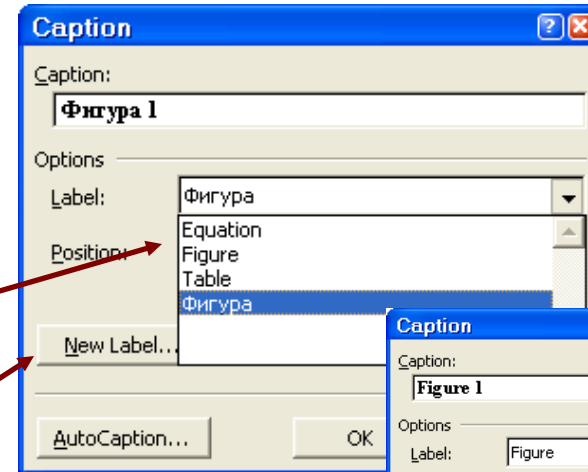 Caption
Caption:
Фигура 1
Options
Label:
Фигура
Equation
Position:
Figure
Table
Фигура
New Label...
AutoCaption...
OK
Caption
Caption:
Figure 1
Options
Label:
Figure